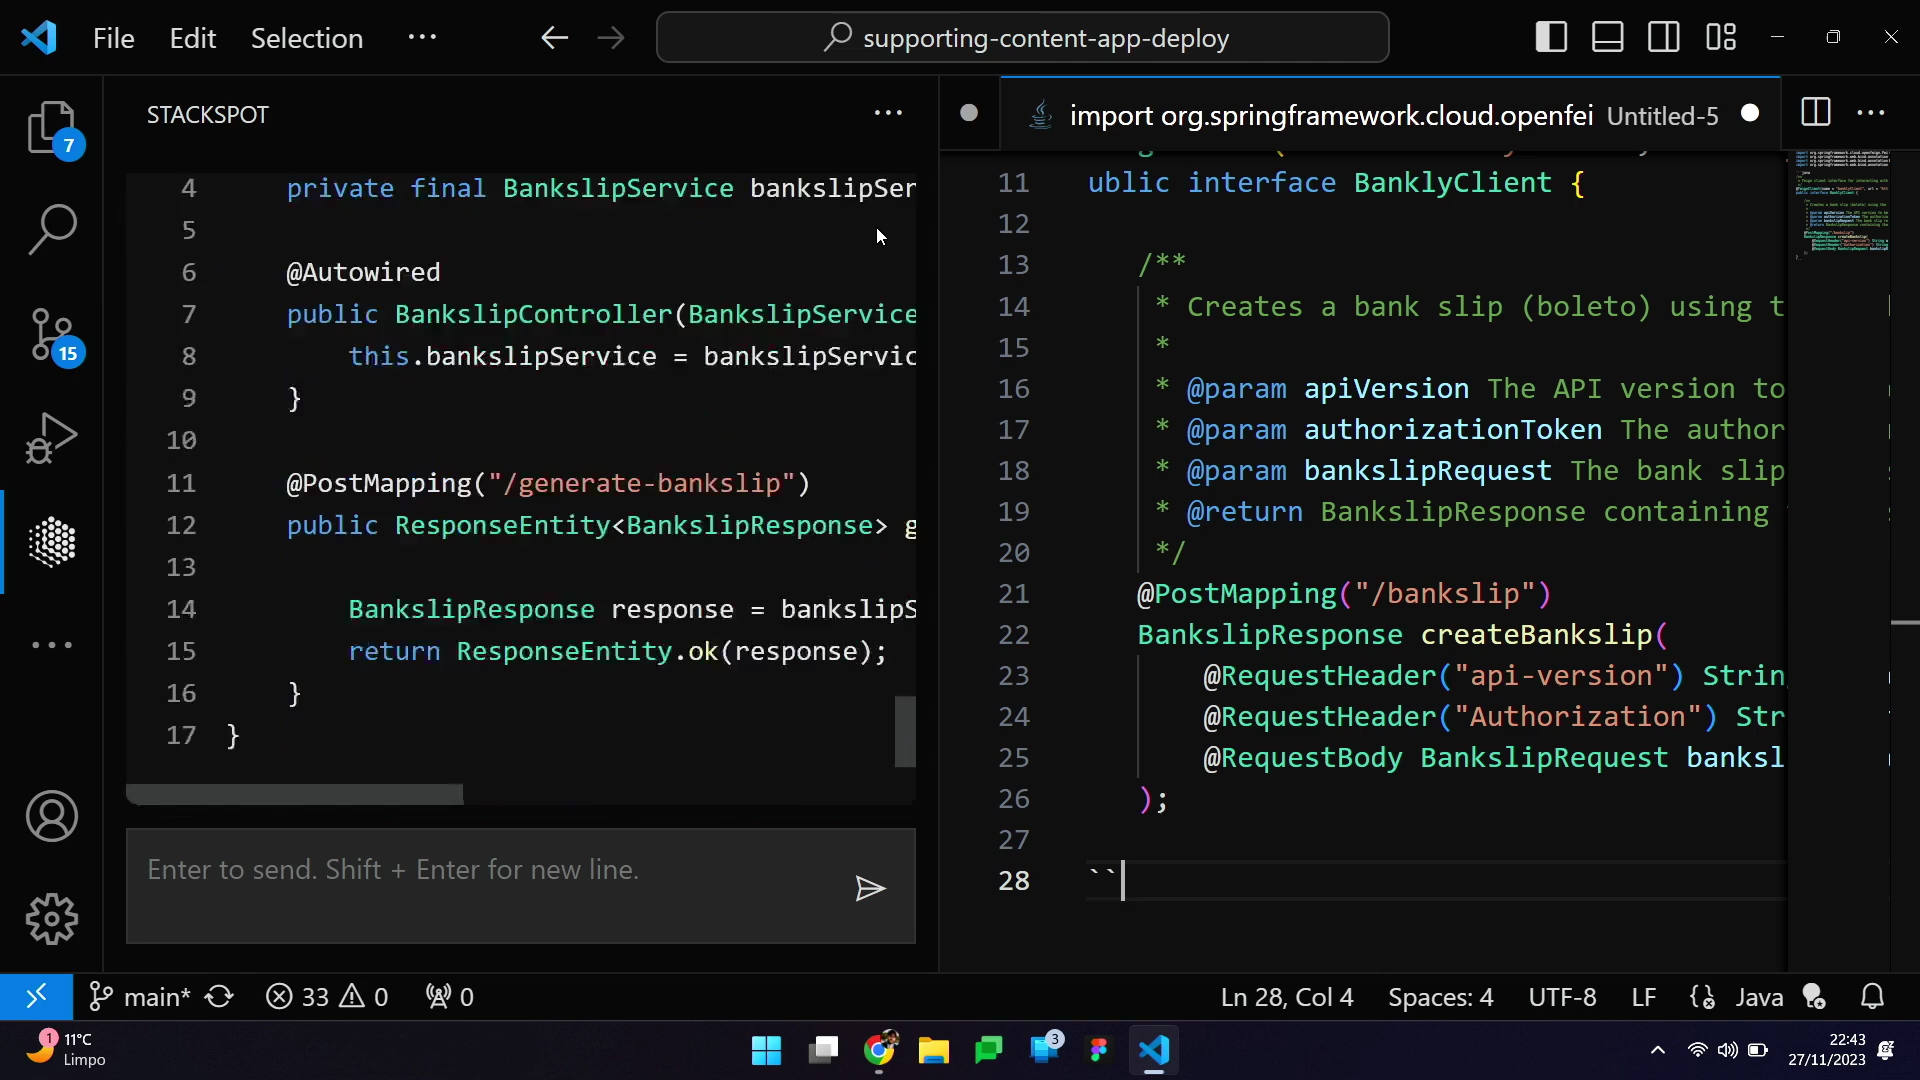 File Edit Selection ···
supporting-content-app-deploy
STACKSPOT
import org.springframework.cloud.openfei Untitled-5
7
15
4 private final BankslipService bankslipSer
5
6 @Autowired
7 public BankslipController(BankslipService
8 this.bankslipService = bankslipServic
9 }
10
11 @PostMapping("/generate-bankslip")
12 public ResponseEntity<BankslipResponse> g
13
14 BankslipResponse response = bankslipS
15 return ResponseEntity.ok(response);
16 }
17 }
Enter to send. Shift + Enter for new line.
11 ublic interface BanklyClient {
12
13 /**
14 * Creates a bank slip (boleto) using t
15 *
16 * @param apiVersion The API version to
17 * @param authorizationToken The author
18 * @param bankslipRequest The bank slip
19 * @return BankslipResponse containing
20 */
21 @PostMapping("/bankslip")
22 BankslipResponse createBankslip(
23 @RequestHeader("api-version") Strin
24 @RequestHeader("Authorization") Str
25 @RequestBody BankslipRequest banksl
26 );
27
28 ``
main* 33 0 0
Ln 28, Col 4 Spaces: 4 UTF-8 LF Java
1
11°C
Limpo
3
22:43
27/11/2023